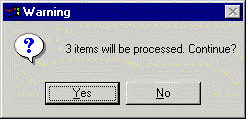 Warning
3 items will be processed. Continue?
Yes
No